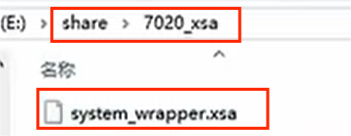 (E:) > share > 7020_xsa
名称
system_wrapper.xsa